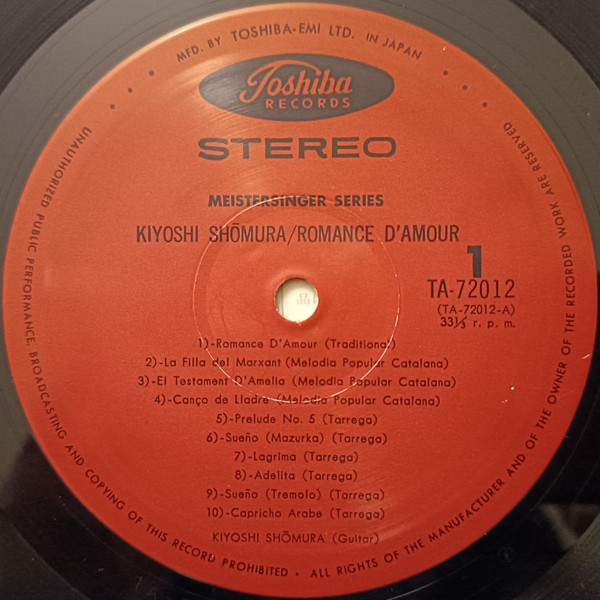 MFD. BY TOSHIBA-EMI LTD. IN JAPAN
Toshiba
RECORDS
STEREO
MEISTERSINGER SERIES
KIYOSHI SHŌMURA/ROMANCE D'AMOUR
1
TA-72012
(TA-72012-A)
33⅓ r. p. m.
1)-Romance D'Amour (Traditional)
2)-La Filla del Marxant (Melodia Popular Catalana)
3)-El Testament D'Amelia (Melodia Popular Catalana)
4)-Canço de Lladre (Melodia Popular Catalana)
5)-Prelude No. 5 (Tarrega)
6)-Sueño (Mazurka) (Tarrega)
7)-Lagrima (Tarrega)
8)-Adelita (Tarrega)
9)-Sueña (Tremolo) (Tarrega)
10)-Capricho Arabe (Tarrega)
KIYOSHI SHŌMURA (Guitar)
UNAUTHORIZED PUBLIC PERFORMANCE, BROADCASTING AND COPYING OF THIS RECORD PROHIBITED • ALL RIGHTS OF THE MANUFACTURER AND OF THE OWNER OF THE RECORDED WORK ARE RESERVED